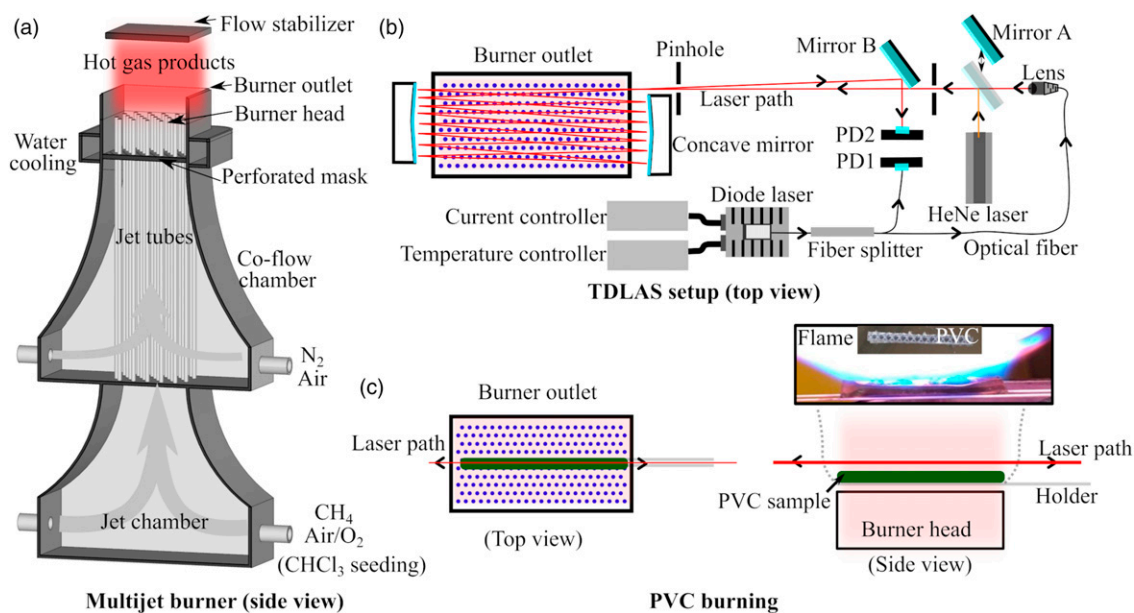 (a)
Flow stabilizer
Hot gas products
Burner outlet
Burner head
Water
cooling
Perforated mask
Jet tubes
Co-flow
chamber
N₂
Air
Jet chamber
CH₄
Air/O₂
(CHCl₃ seeding)
Multijet burner (side view)
(b)
Burner outlet
Pinhole
Mirror B
Mirror A
Lens
Laser path
Concave mirror
PD2
PD1
HeNe laser
Diode laser
Current controller
Temperature controller
Fiber splitter
Optical fiber
TDLAS setup (top view)
(c)
Burner outlet
Laser path
(Top view)
Flame
PVC
Laser path
PVC sample
Holder
Burner head
(Side view)
PVC burning